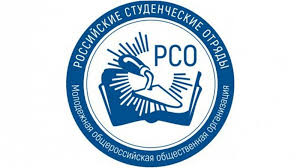 РОССИЙСКИЕ СТУДЕНЧЕСКИЕ ОТРЯДЫ
РСО
Молодежная общероссийская общественная организация